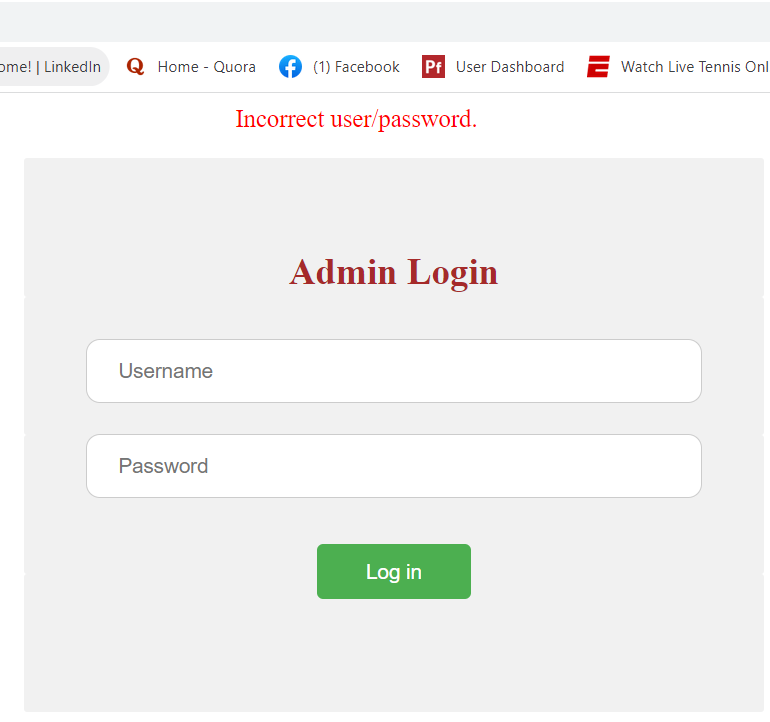 ome! | LinkedIn Q Home - Quora f (1) Facebook Pf User Dashboard E Watch Live Tennis Onl
Incorrect user/password.
Admin Login
Username
Password
Log in